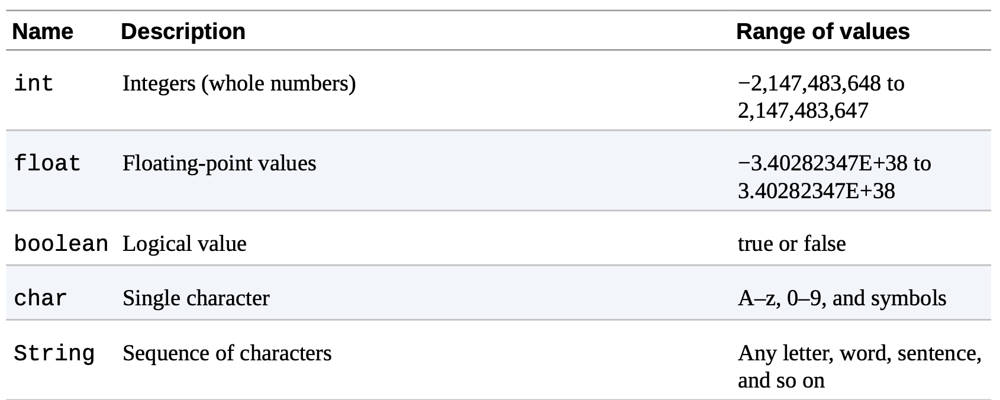 Name Description Range of values
int Integers (whole numbers) −2,147,483,648 to
2,147,483,647
float Floating-point values −3.40282347E+38 to
3.40282347E+38
boolean Logical value true or false
char Single character A–z, 0–9, and symbols
String Sequence of characters Any letter, word, sentence,
and so on